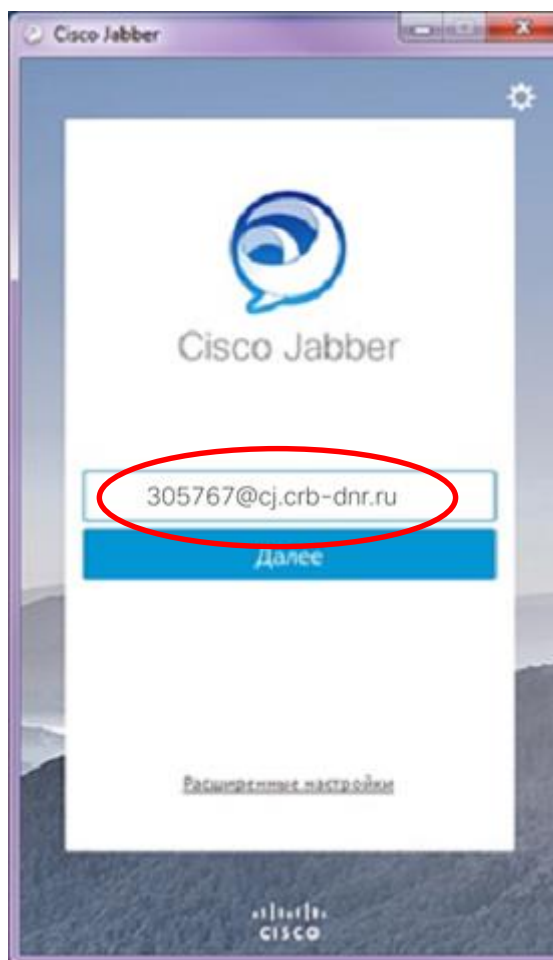 Cisco Jabber
Cisco Jabber
305767@cj.crb-dnr.ru
Далее
Расширенные настройки
CISCO